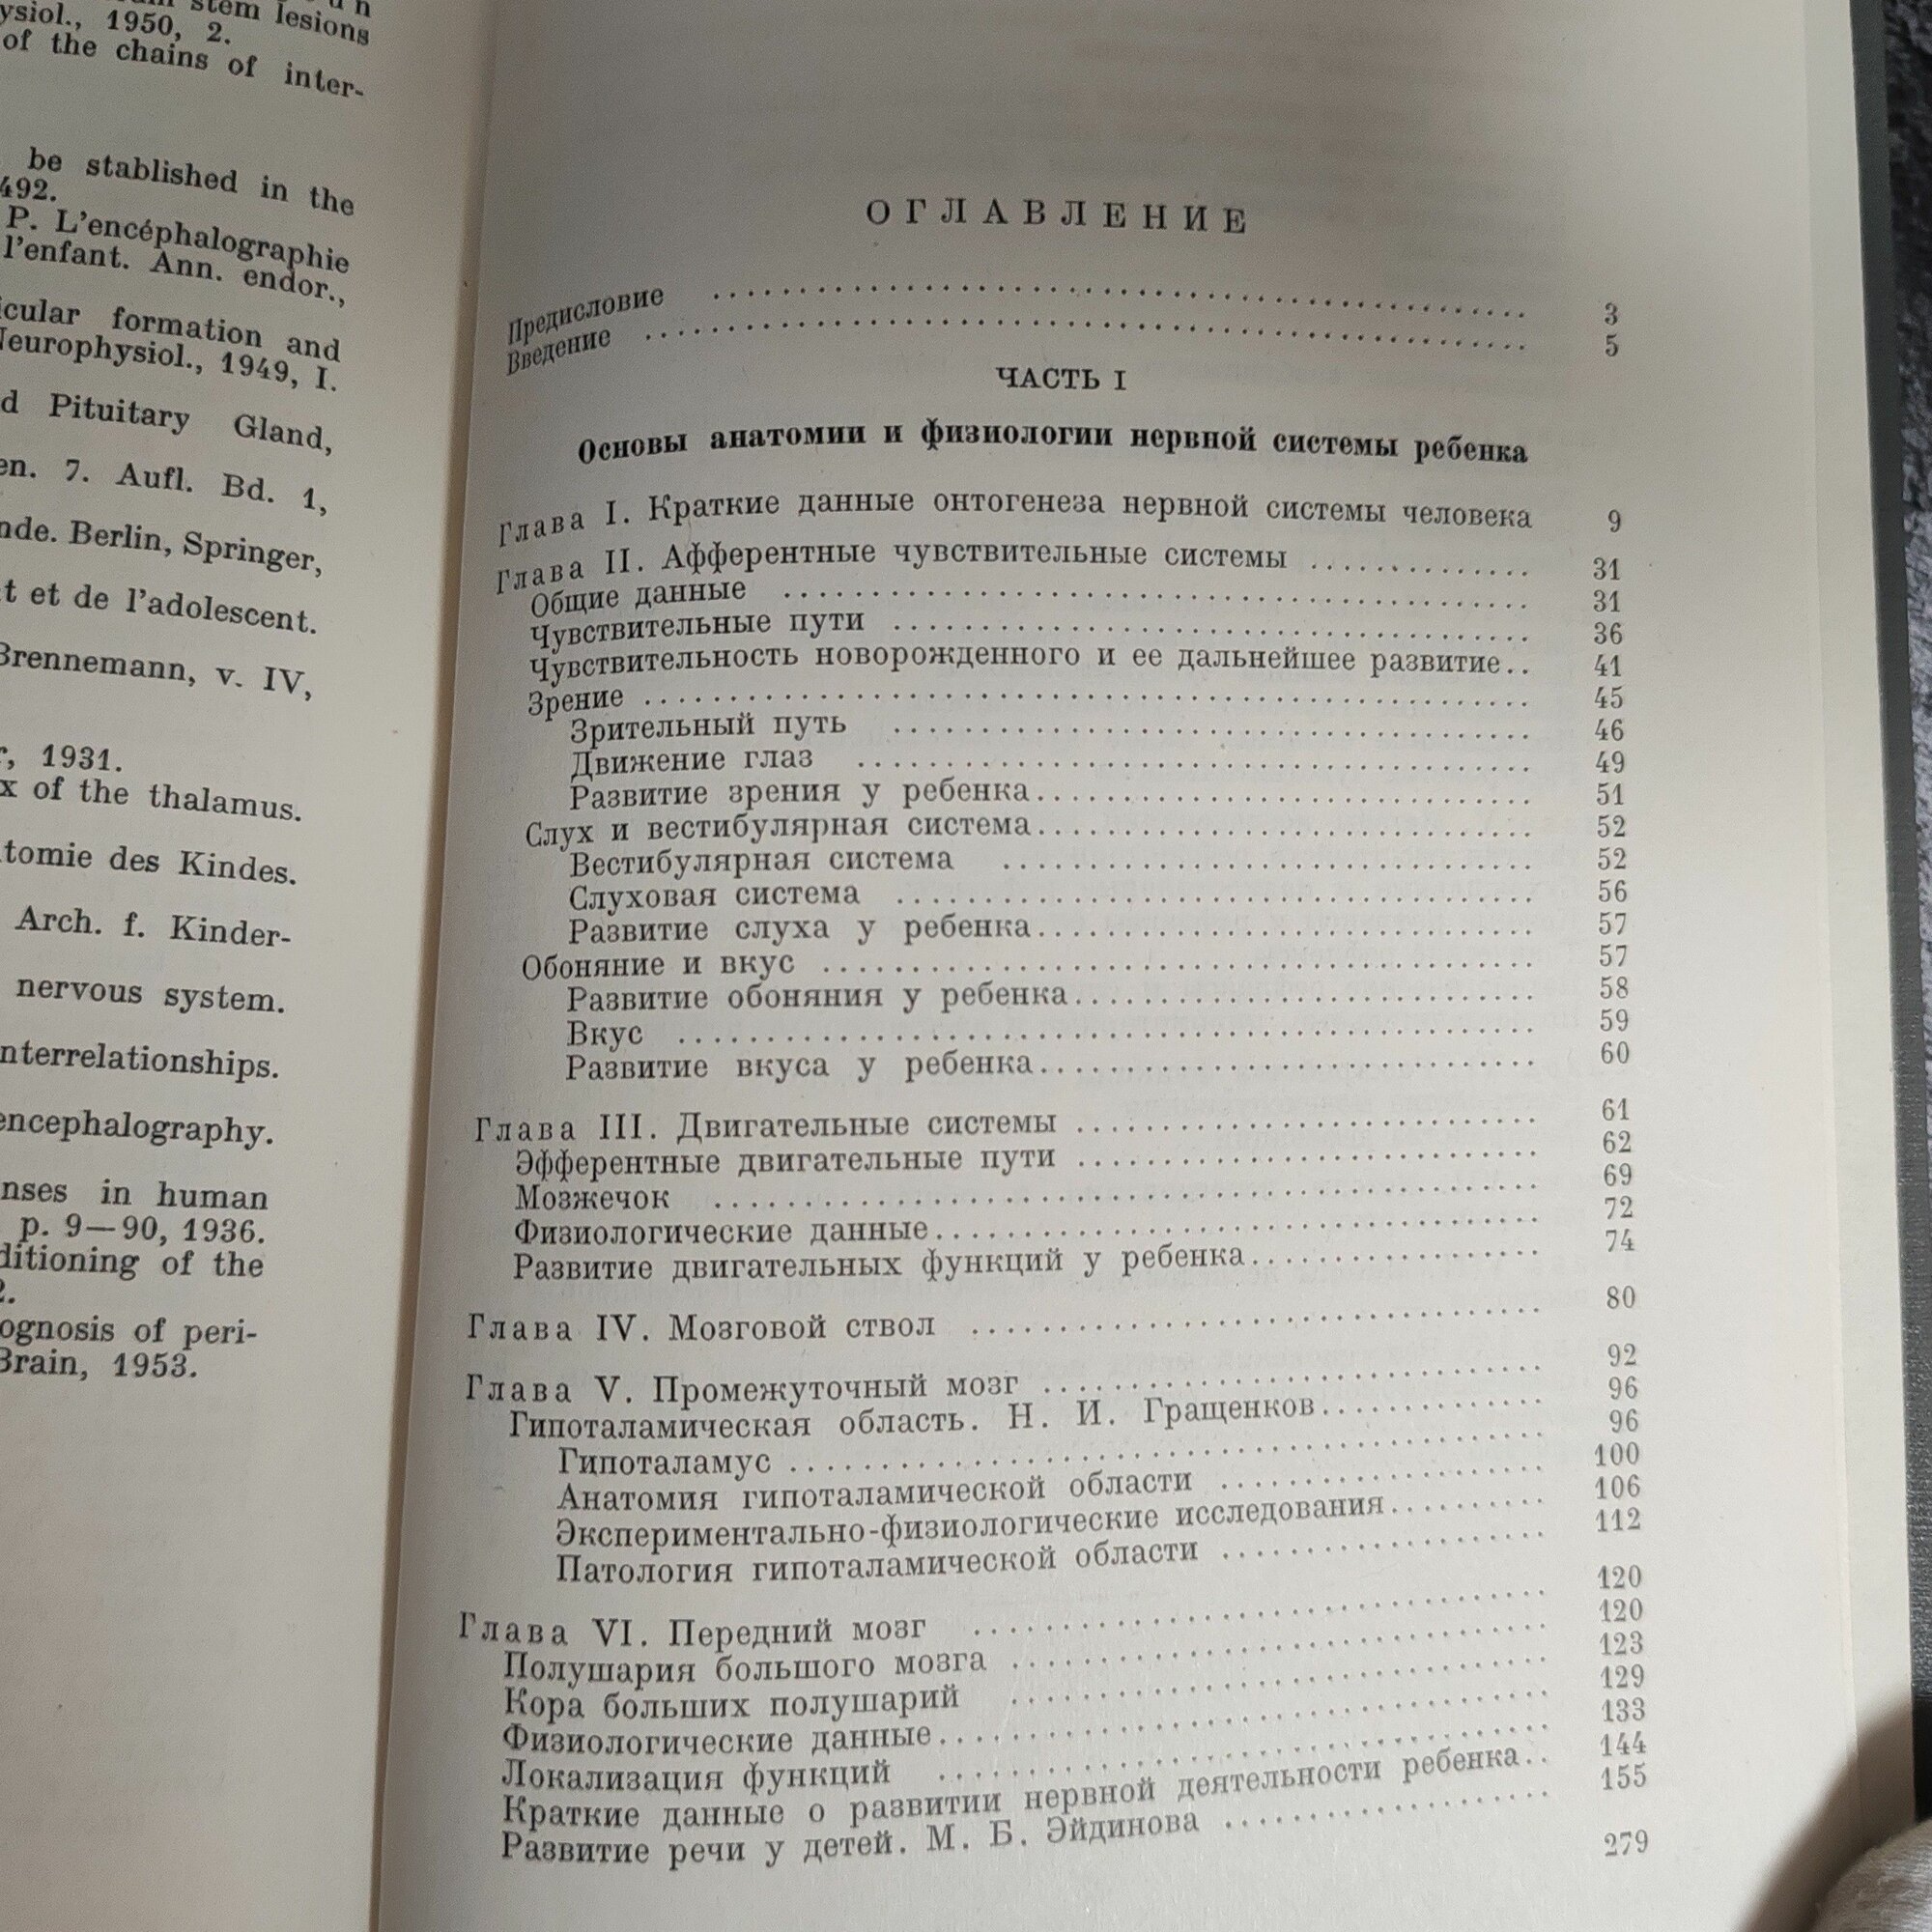 stem lesions
ysiol., 1950, 2.
of the chains of inter-
be stablished in the
492.
P. L'encéphalographie
l'enfant. Ann. endor.,
icular formation and
Neurophysiol., 1949, I.
d Pituitary Gland,
en. 7. Aufl. Bd. 1,
nde. Berlin, Springer,
t et de l'adolescent.
Brennemann, v. IV,
r, 1931.
x of the thalamus.
tomie des Kindes.
Arch. f. Kinder-
nervous system.
nterrelationships.
encephalography.
nses in human
p. 9—90, 1936.
ditioning of the
2.
ognosis of peri-
Brain, 1953.
ОГЛАВЛЕНИЕ
Предисловие 3
Введение 5
ЧАСТЬ I
Основы анатомии и физиологии нервной системы ребенка
Глава I. Краткие данные онтогенеза нервной системы человека 9
Глава II. Афферентные чувствительные системы 31
Общие данные 31
Чувствительные пути 36
Чувствительность новорожденного и ее дальнейшее развитие 41
Зрение 45
Зрительный путь 46
Движение глаз 49
Развитие зрения у ребенка 51
Слух и вестибулярная система 52
Вестибулярная система 52
Слуховая система 56
Развитие слуха у ребенка 57
Обоняние и вкус 57
Развитие обоняния у ребенка 58
Вкус 59
Развитие вкуса у ребенка 60
Глава III. Двигательные системы 61
Эфферентные двигательные пути 62
Мозжечок 69
Физиологические данные 72
Развитие двигательных функций у ребенка 74
Глава IV. Мозговой ствол 80
Глава V. Промежуточный мозг 92
Гипоталамическая область. Н. И. Гращенков 96
Гипоталамус 96
Анатомия гипоталамической области 100
Экспериментально-физиологические исследования 106
Патология гипоталамической области 112
Глава VI. Передний мозг 120
Полушария большого мозга 120
Кора больших полушарий 123
Физиологические данные 129
Локализация функций 133
Краткие данные о развитии нервной деятельности ребенка 144
Развитие речи у детей. М. Б. Эйдинова 155
279